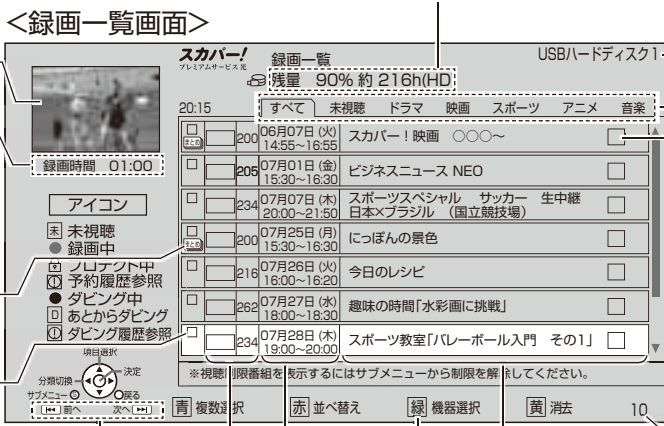 <録画一覧画面>
スカパー!
プレミアムサービス光
録画一覧
USBハードディスク1
残量 90% 約 216h(HD
20:15
すべて 未視聴 ドラマ 映画 スポーツ アニメ 音楽
録画時間 01:00
まとめ 200 06月07日 (火) 14:55~16:55 スカパー!映画 ○○○~
205 07月01日 (金) 15:30~16:30 ビジネスニュース NEO
234 07月07日 (木) 20:00~21:50 スポーツスペシャル サッカー 生中継
日本×ブラジル (国立競技場)
まとめ 200 07月25日 (月) 15:30~16:30 にっぽんの景色
216 07月26日 (火) 16:00~16:20 今日のレシピ
262 07月27日 (水) 18:00~18:30 趣味の時間「水彩画に挑戦」
234 07月28日 (木) 19:00~20:00 スポーツ教室「バレーボール入門 その1」
アイコン
未 未視聴
● 録画中
プロテクト中
予約履歴参照
● ダビング中
D あとからダビング
ダビング履歴参照
項目選択
決定
分類切換
サブメニュー S
戻る
前へ 次へ
※視聴制限番組を表示するにはサブメニューから制限を解除してください。
青 複数選択 赤 並べ替え 緑 機器選択 黄 消去
10